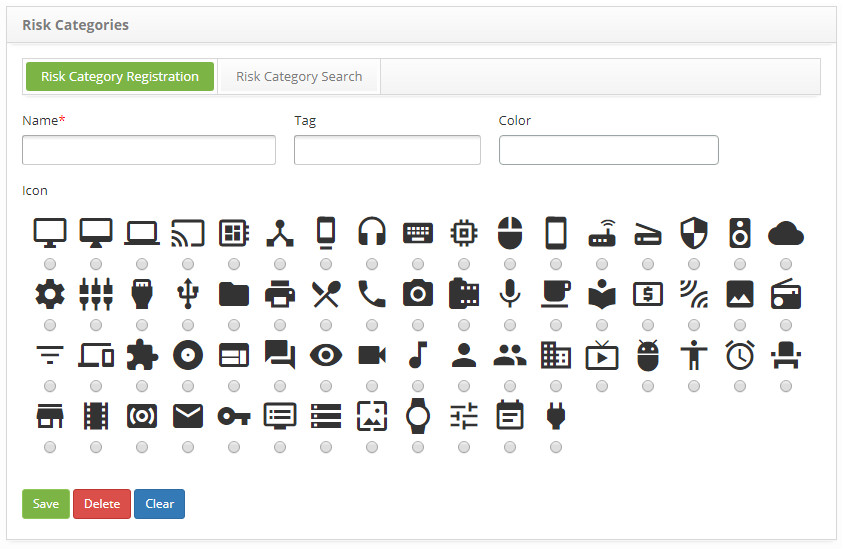 Risk Categories
Risk Category Registration Risk Category Search
Name* Tag Color
Icon
Save Delete Clear